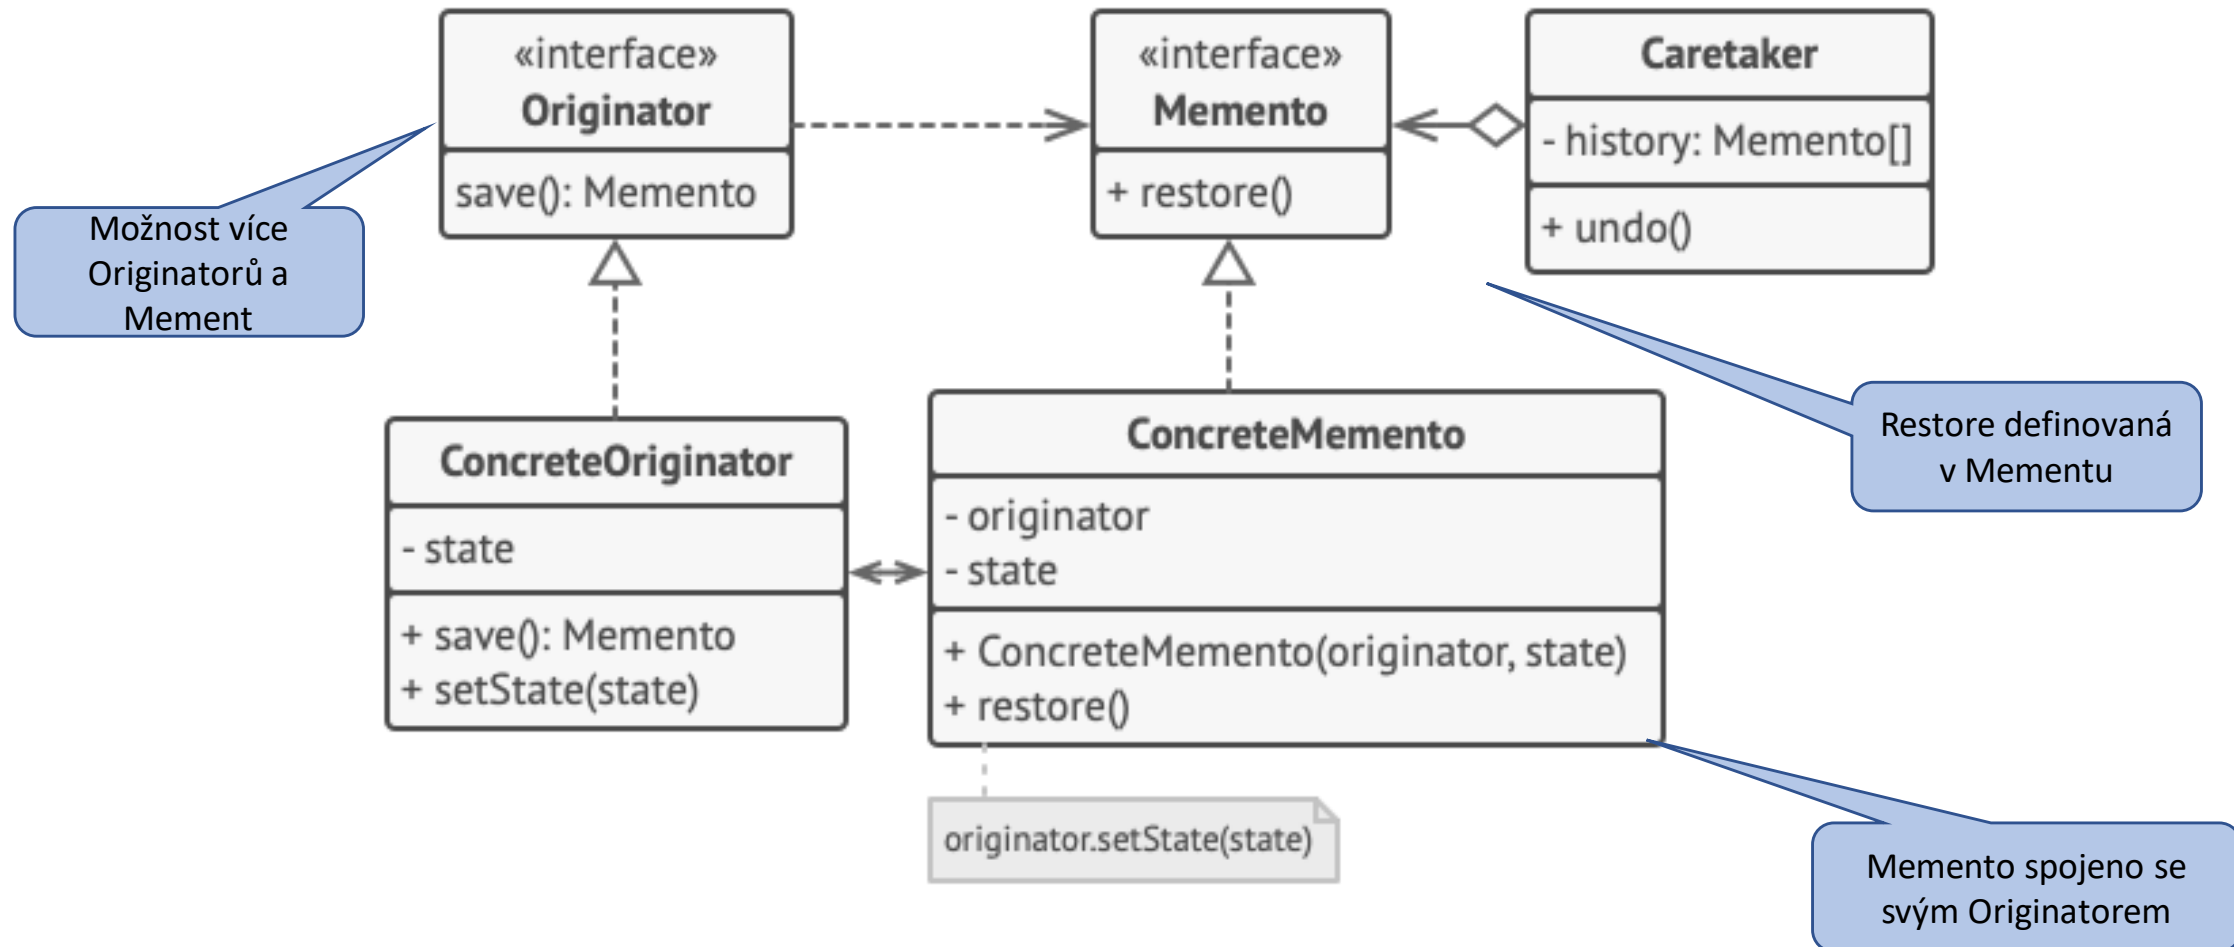 «interface»
Originator
save(): Memento
«interface»
Memento
+ restore()
Caretaker
- history: Memento[]
+ undo()
Možnost více
Originatorů a
Mement
ConcreteOriginator
- state
+ save(): Memento
+ setState(state)
ConcreteMemento
- originator
- state
+ ConcreteMemento(originator, state)
+ restore()
Restore definovaná
v Mementu
originator.setState(state)
Memento spojeno se
svým Originatorem